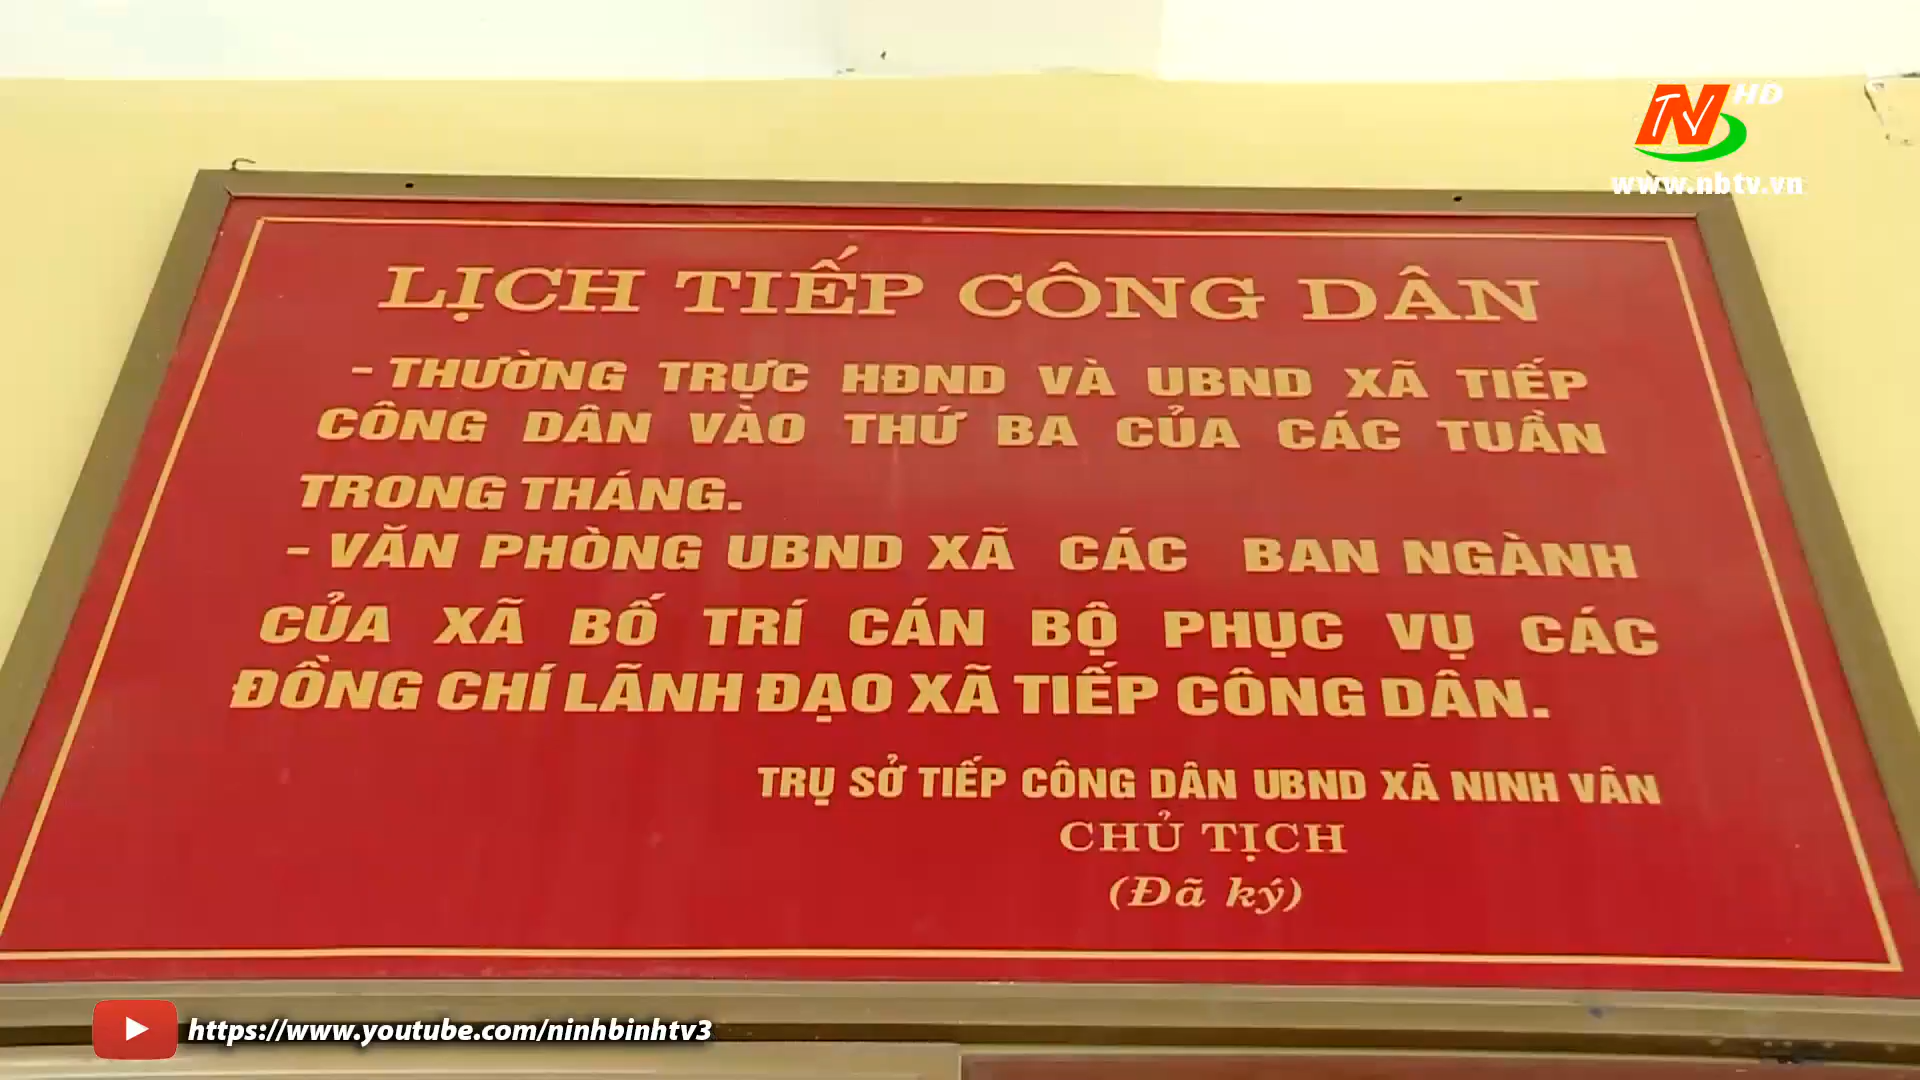 NTV HD
www.nbtv.vn
LỊCH TIẾP CÔNG DÂN
- THƯỜNG TRỰC HĐND VÀ UBND XÃ TIẾP
CÔNG DÂN VÀO THỨ BA CỦA CÁC TUẦN
TRONG THÁNG.
- VĂN PHÒNG UBND XÃ CÁC BAN NGÀNH
CỦA XÃ BỐ TRÍ CÁN BỘ PHỤC VỤ CÁC
ĐỒNG CHÍ LÃNH ĐẠO XÃ TIẾP CÔNG DÂN.
TRỤ SỞ TIẾP CÔNG DÂN UBND XÃ NINH VÂN
CHỦ TỊCH
(Đã ký)
https://www.youtube.com/ninhbinhtv3